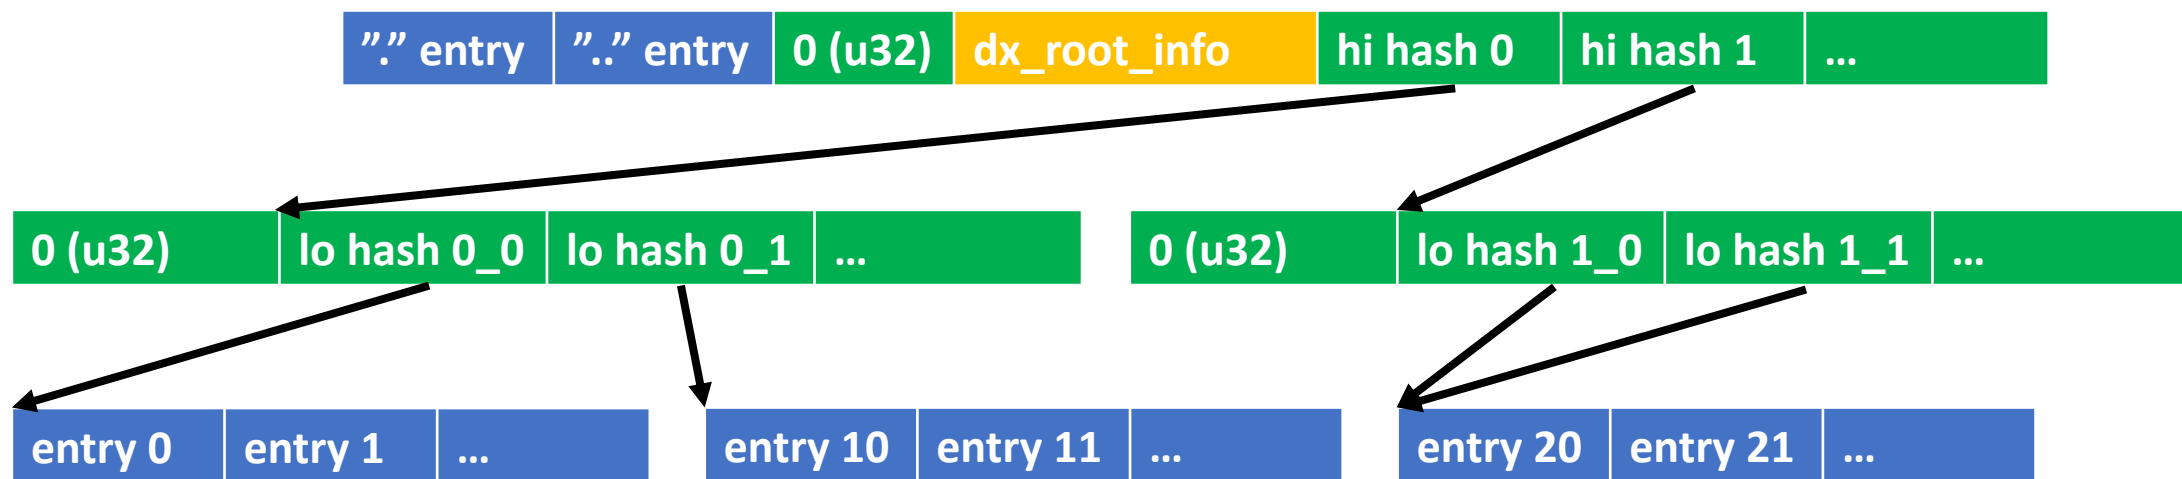 ”.” entry ”..” entry 0 (u32) dx_root_info hi hash 0 hi hash 1 …
0 (u32) lo hash 0_0 lo hash 0_1 … 0 (u32) lo hash 1_0 lo hash 1_1 …
entry 0 entry 1 … entry 10 entry 11 … entry 20 entry 21 …